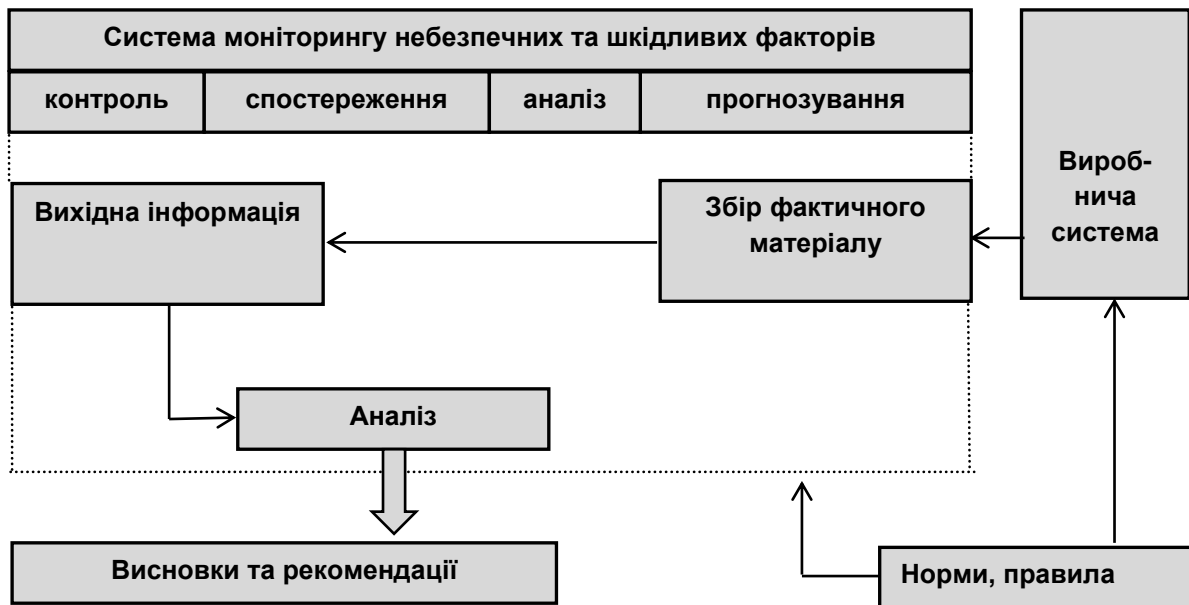 Система моніторингу небезпечних та шкідливих факторів
контроль спостереження аналіз прогнозування
Вироб-
нича
система
Збір фактичного
матеріалу
Вихідна інформація
Аналіз
Висновки та рекомендації
Норми, правила